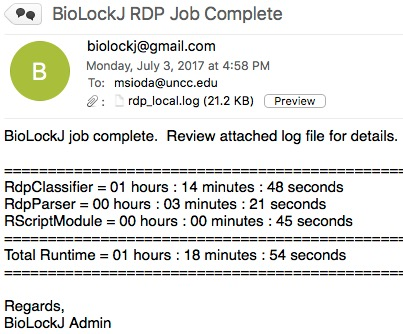 BioLockJ RDP Job Complete
B
biolockj@gmail.com
Monday, July 3, 2017 at 4:58 PM
To: msioda@uncc.edu
rdp_local.log (21.2 KB) Preview
BioLockJ job complete.  Review attached log file for details.
================================================
RdpClassifier = 01 hours : 14 minutes : 48 seconds
RdpParser = 00 hours : 03 minutes : 21 seconds
RScriptModule = 00 hours : 00 minutes : 45 seconds
================================================
Total Runtime = 01 hours : 18 minutes : 54 seconds
================================================
Regards,
BioLockJ Admin